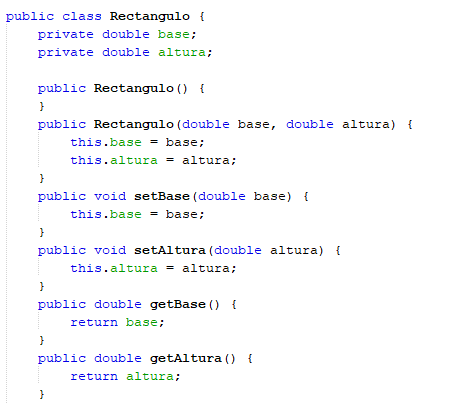 public class Rectangulo {
    private double base;
    private double altura;

    public Rectangulo() {
    }
    public Rectangulo(double base, double altura) {
        this.base = base;
        this.altura = altura;
    }
    public void setBase(double base) {
        this.base = base;
    }
    public void setAltura(double altura) {
        this.altura = altura;
    }
    public double getBase() {
        return base;
    }
    public double getAltura() {
        return altura;
    }